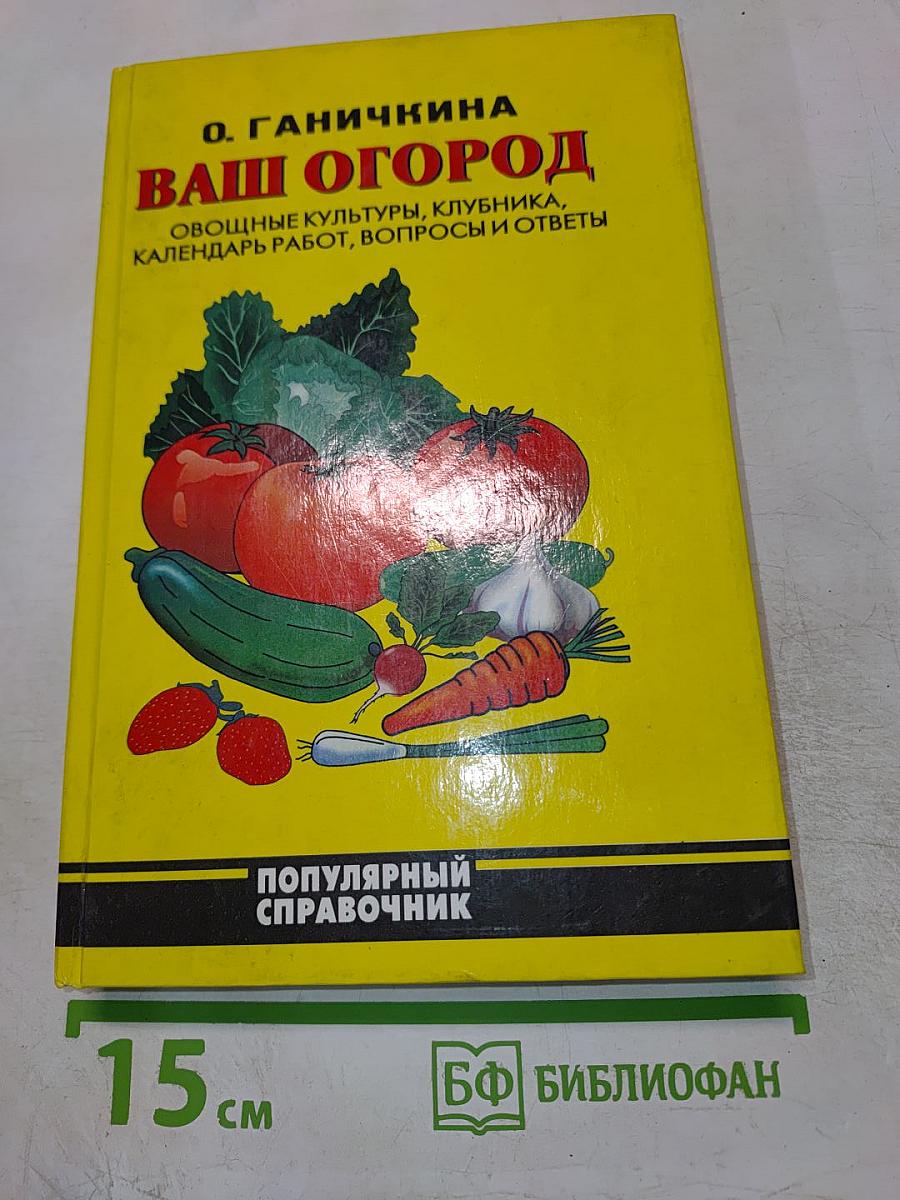 О. ГАНИЧКИНА
ВАШ ОГОРОД
ОВОЩНЫЕ КУЛЬТУРЫ, КЛУБНИКА,
КАЛЕНДАРЬ РАБОТ, ВОПРОСЫ И ОТВЕТЫ
ПОПУЛЯРНЫЙ
СПРАВОЧНИК
15 см
БФ БИБЛИОФАН